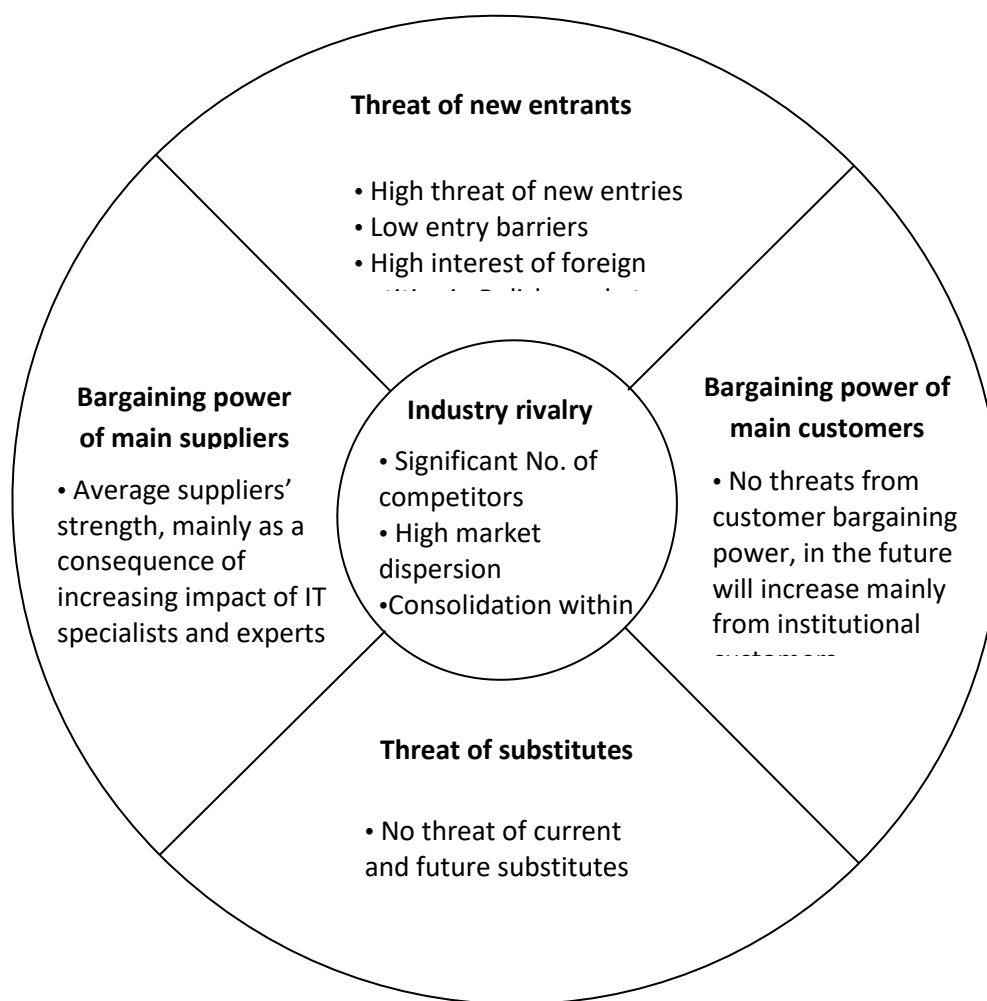 Threat of new entrants
• High threat of new entries
• Low entry barriers
• High interest of foreign
Bargaining power
of main suppliers
• Average suppliers’
strength, mainly as a
consequence of
increasing impact of IT
specialists and experts
Industry rivalry
• Significant No. of
competitors
• High market
dispersion
•Consolidation within
Bargaining power of
main customers
• No threats from
customer bargaining
power, in the future
will increase mainly
from institutional
Threat of substitutes
• No threat of current
and future substitutes